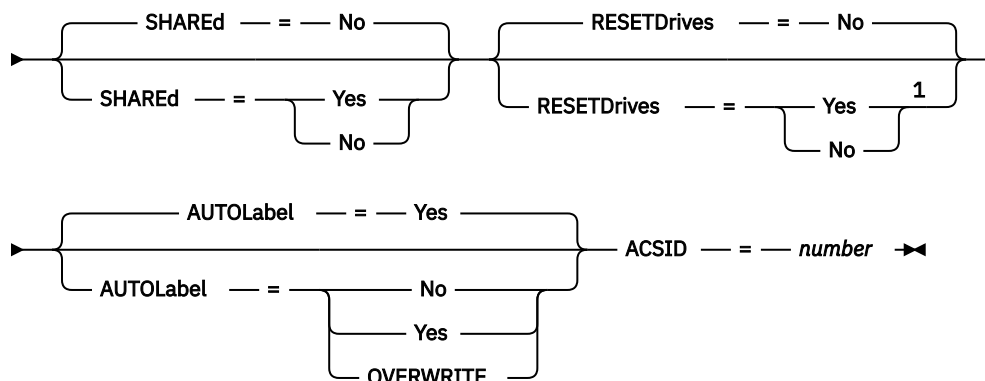 SHAREd = No RESETDrives = No
SHAREd = Yes RESETDrives = Yes 1
No No
AUTOLabel = Yes
ACSID = number
AUTOLabel = No
Yes
OVERWRITE